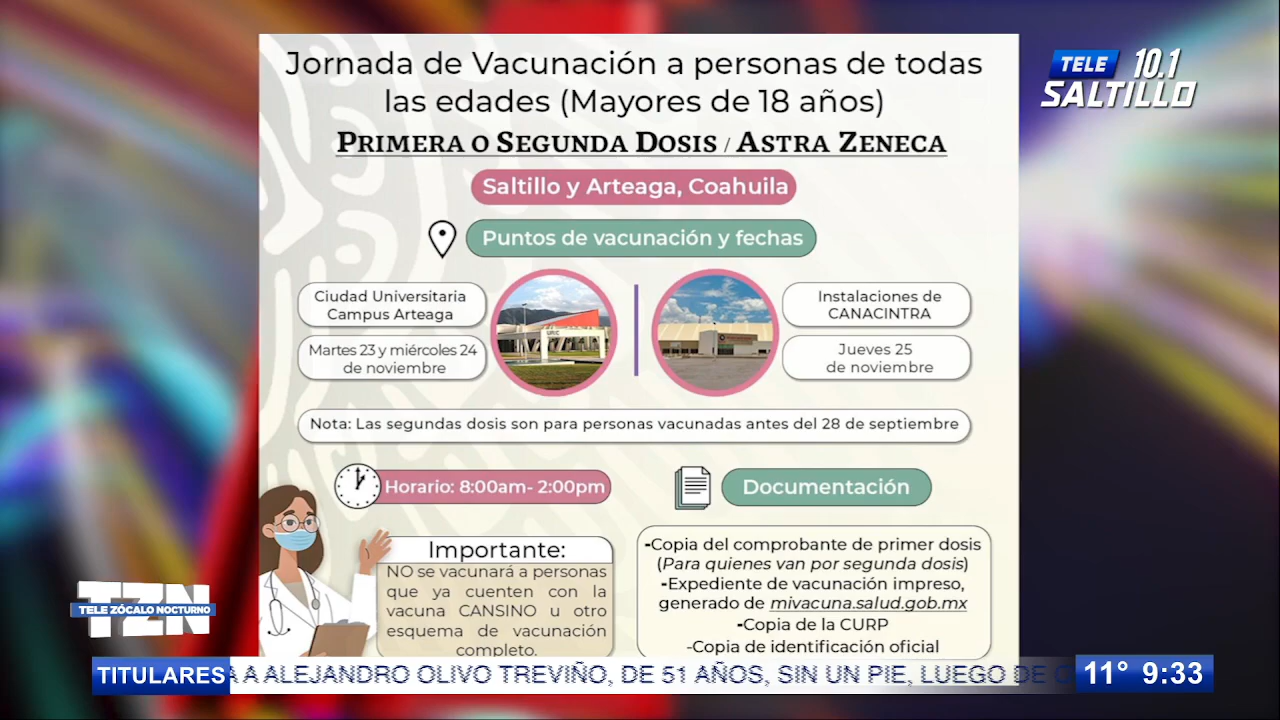 Jornada de Vacunación a personas de todas
las edades (Mayores de 18 años)
PRIMERA O SEGUNDA DOSIS / ASTRA ZENECA
Saltillo y Arteaga, Coahuila
Puntos de vacunación y fechas
Ciudad Universitaria
Campus Arteaga
Martes 23 y miércoles 24
de noviembre
Instalaciones de
CANACINTRA
Jueves 25
de noviembre
Nota: Las segundas dosis son para personas vacunadas antes del 28 de septiembre
Horario: 8:00am- 2:00pm
Importante:
NO se vacunará a personas
que ya cuenten con la
vacuna CANSINO u otro
esquema de vacunación
completo.
Documentación
-Copia del comprobante de primer dosis
(Para quienes van por segunda dosis)
-Expediente de vacunación impreso,
generado de mivacuna.salud.gob.mx
-Copia de la CURP
-Copia de identificación oficial
TELE 10.1
SALTILLO
TZN
TELE ZÓCALO NOCTURNO
TITULARES
A ALEJANDRO OLIVO TREVIÑO, DE 51 AÑOS, SIN UN PIE, LUEGO DE
11° 9:33